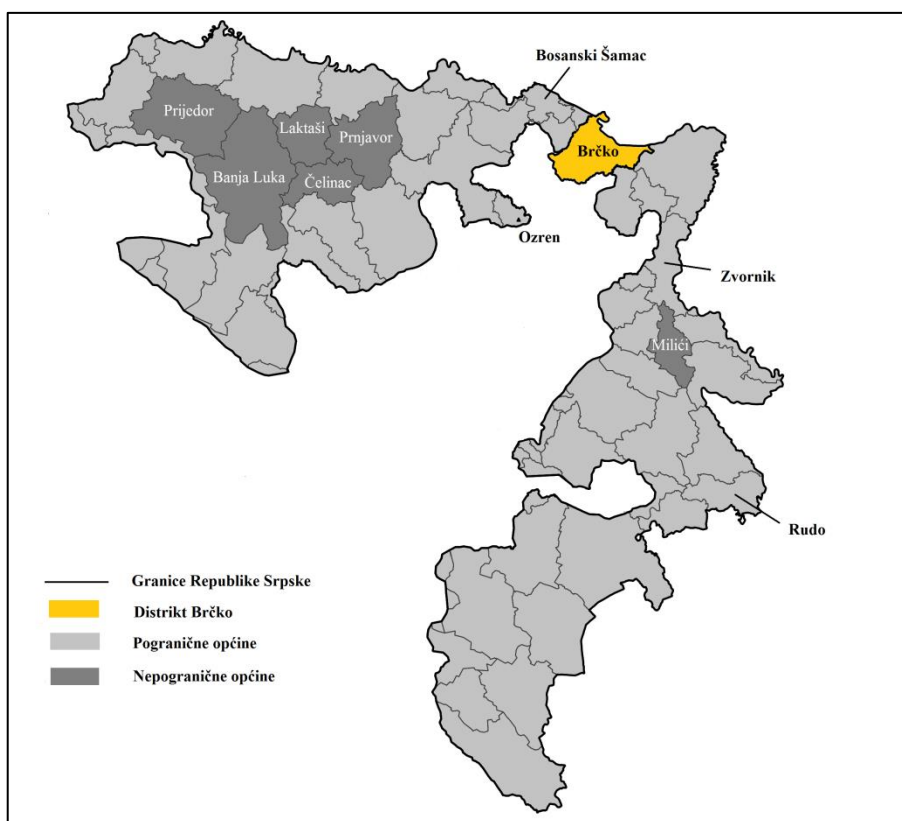 Bosanski Šamac
Prijedor
Laktaši
Prnjavor
Brčko
Banja Luka
Čelinac
Ozren
Zvornik
Milići
Rudo
Granice Republike Srpske
Distrikt Brčko
Pogranične općine
Nepogranične općine